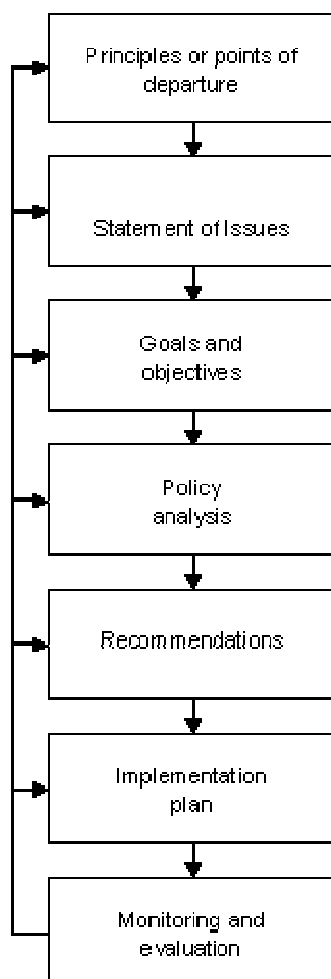 Principles or points of
departure
Statement of Issues
Goals and
objectives
Policy
analysis
Recommendations
Implementation
plan
Monitoring and
evaluation